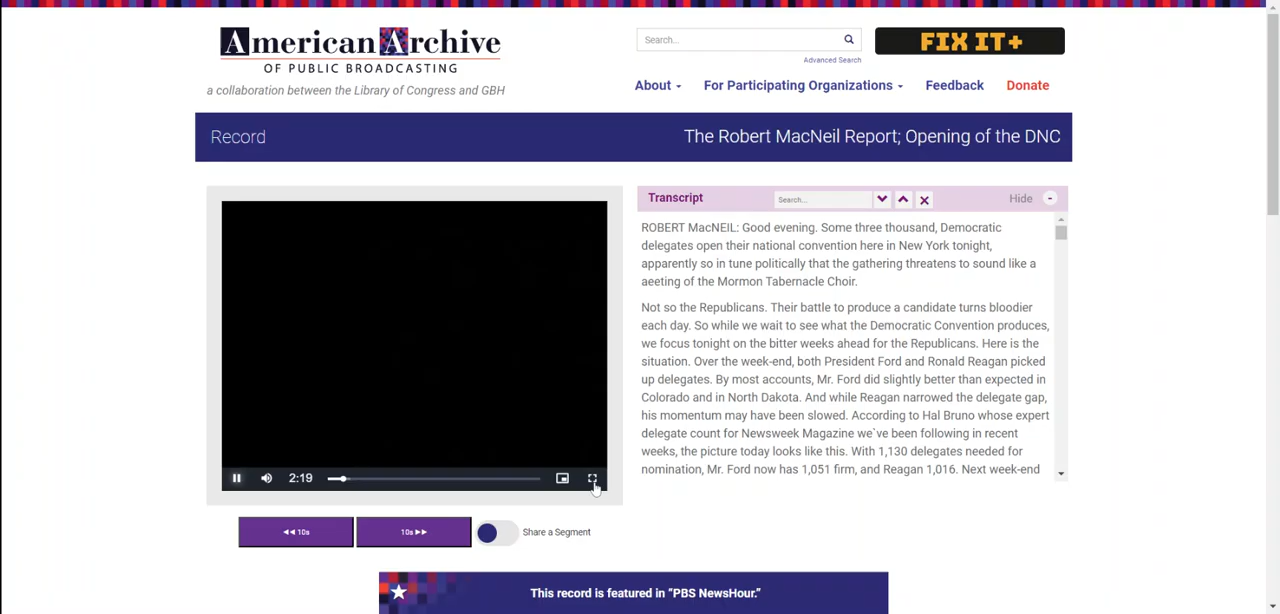 American Archive
OF PUBLIC BROADCASTING
a collaboration between the Library of Congress and GBH
Search...
FIX IT+
Advanced Search
About
For Participating Organizations
Feedback
Donate
Record
The Robert MacNeil Report; Opening of the DNC
Transcript
Search...
Hide
-
ROBERT MacNEIL: Good evening. Some three thousand, Democratic
delegates open their national convention here in New York tonight,
apparently so in tune politically that the gathering threatens to sound like a
aeeting of the Mormon Tabernacle Choir.
Not so the Republicans. Their battle to produce a candidate turns bloodier
each day. So while we wait to see what the Democratic Convention produces,
we focus tonight on the bitter weeks ahead for the Republicans. Here is the
situation. Over the week-end, both President Ford and Ronald Reagan picked
up delegates. By most accounts, Mr. Ford did slightly better than expected in
Colorado and in North Dakota. And while Reagan narrowed the delegate gap,
his momentum may have been slowed. According to Hal Bruno whose expert
delegate count for Newsweek Magazine we`ve been following in recent
weeks, the picture today looks like this. With 1,130 delegates needed for
nomination, Mr. Ford now has 1,051 firm, and Reagan 1,016. Next week-end
2:19
10s
10s
Share a Segment
This record is featured in “PBS NewsHour.”